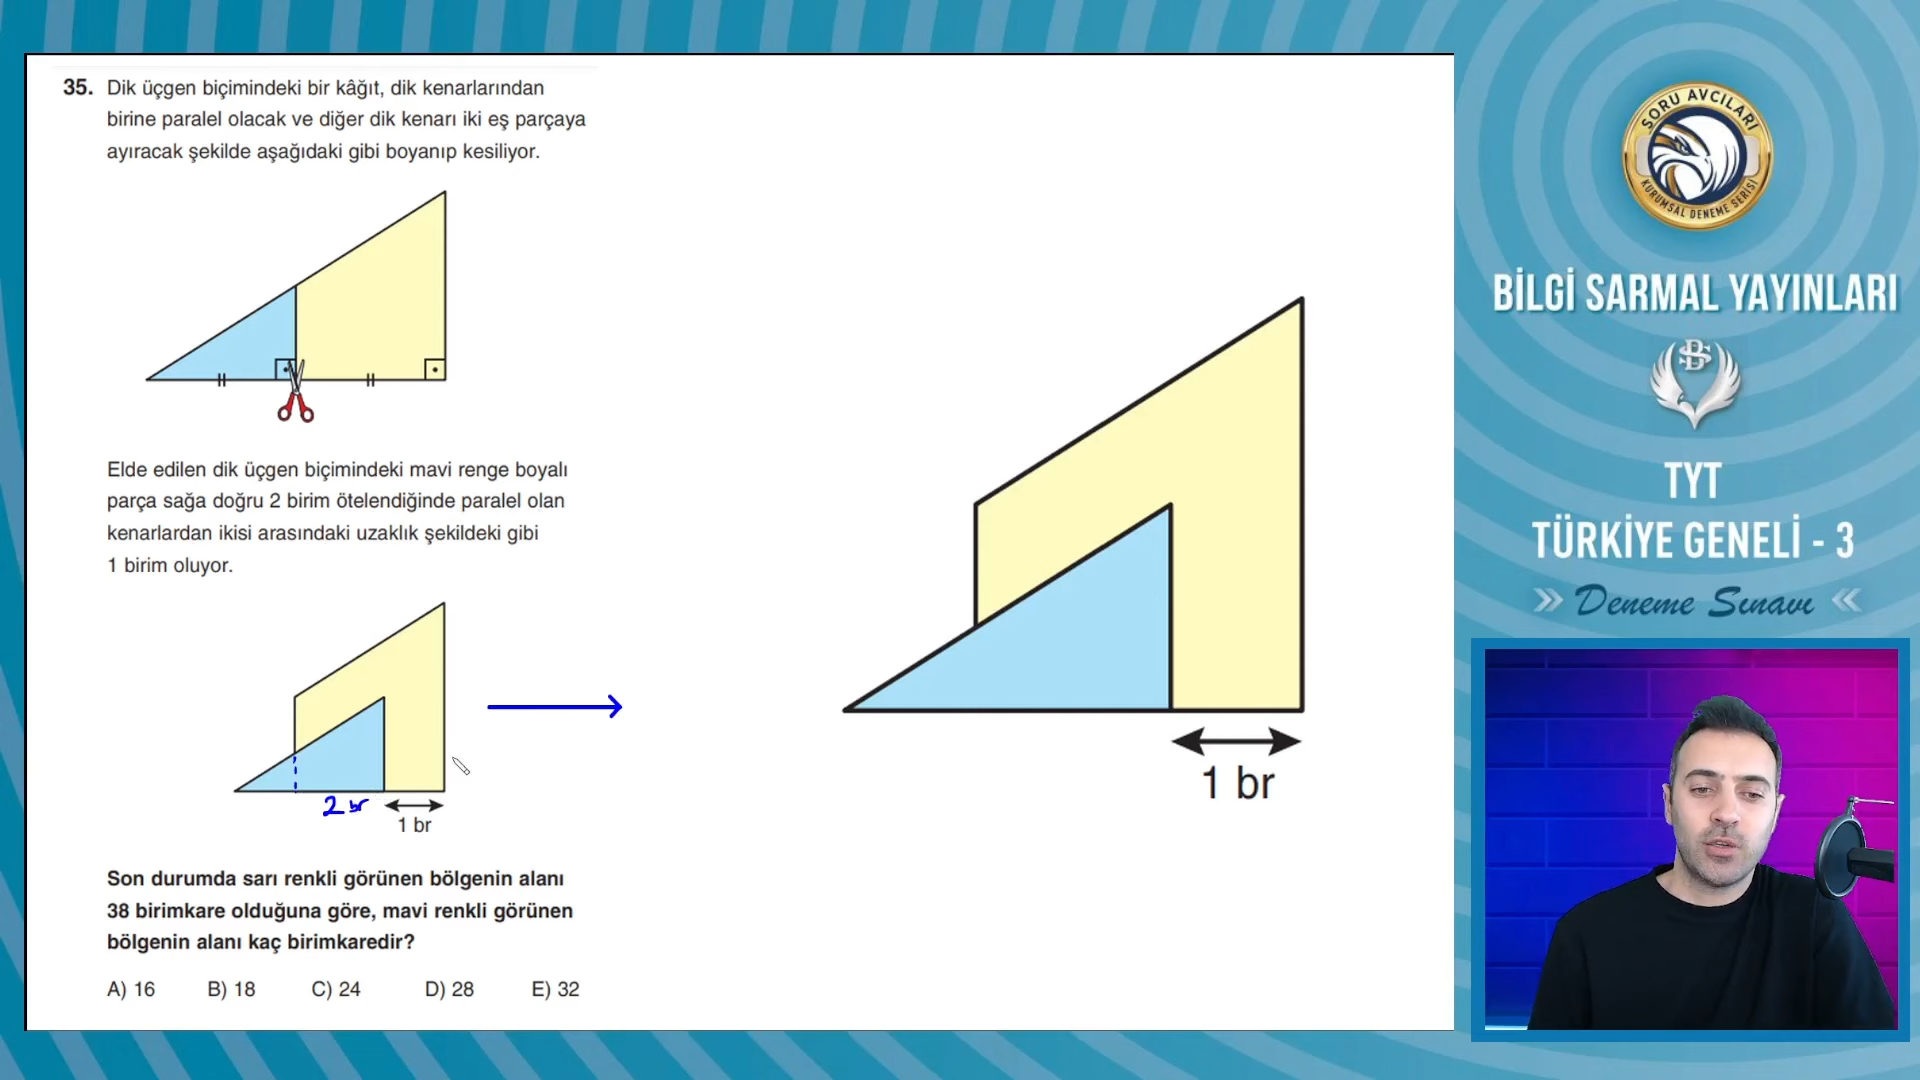 35. Dik üçgen biçimindeki bir kâğıt, dik kenarlarından
birine paralel olacak ve diğer dik kenarı iki eş parçaya
ayıracak şekilde aşağıdaki gibi boyanıp kesiliyor.
Elde edilen dik üçgen biçimindeki mavi renge boyalı
parça sağa doğru 2 birim ötelendiğinde paralel olan
kenarlardan ikisi arasındaki uzaklık şekildeki gibi
1 birim oluyor.
2 br
1 br
Son durumda sarı renkli görünen bölgenin alanı
38 birimkare olduğuna göre, mavi renkli görünen
bölgenin alanı kaç birimkaredir?
A) 16 B) 18 C) 24 D) 28 E) 32
1 br
SORU AVCILARI
KURUMSAL DENEME SERİSİ
BİLGİ SARMAL YAYINLARI
BS
TYT
TÜRKİYE GENELİ - 3
Deneme Sınavı